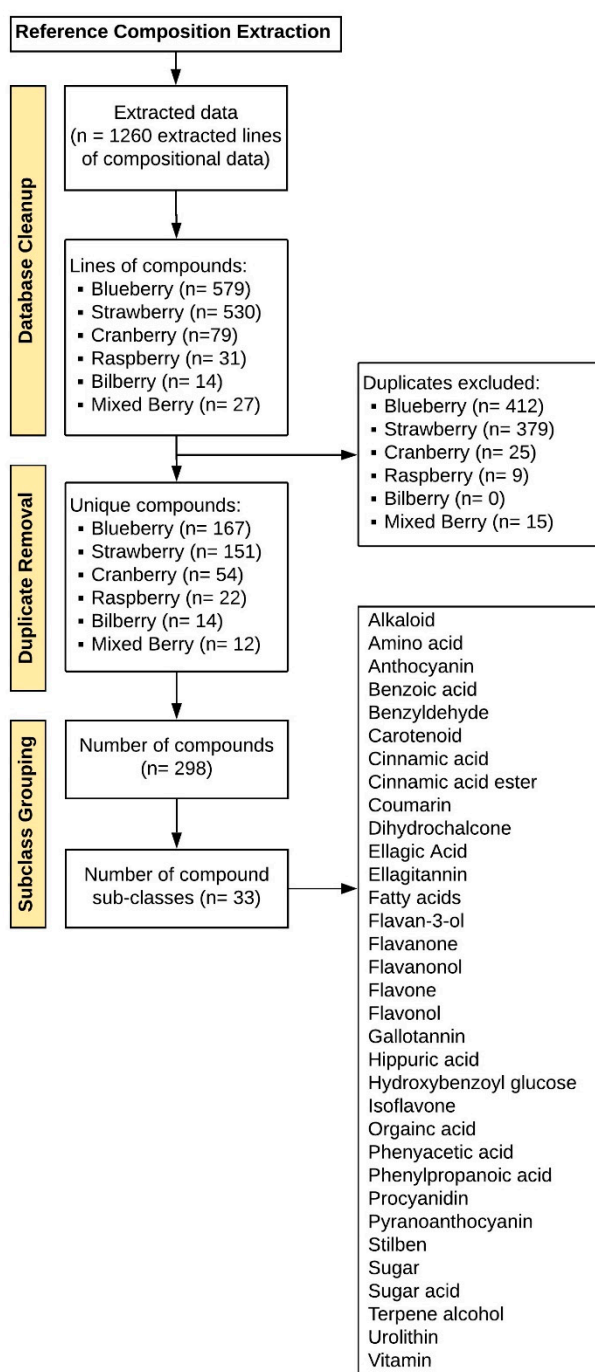 Reference Composition Extraction
Database Cleanup
Extracted data
(n = 1260 extracted lines
of compositional data)
Lines of compounds:
▪ Blueberry (n= 579)
▪ Strawberry (n= 530)
▪ Cranberry (n=79)
▪ Raspberry (n= 31)
▪ Bilberry (n= 14)
▪ Mixed Berry (n= 27)
Duplicates excluded:
▪ Blueberry (n= 412)
▪ Strawberry (n= 379)
▪ Cranberry (n= 25)
▪ Raspberry (n= 9)
▪ Bilberry (n= 0)
▪ Mixed Berry (n= 15)
Duplicate Removal
Unique compounds:
▪ Blueberry (n= 167)
▪ Strawberry (n= 151)
▪ Cranberry (n= 54)
▪ Raspberry (n= 22)
▪ Bilberry (n= 14)
▪ Mixed Berry (n= 12)
Subclass Grouping
Number of compounds
(n= 298)
Number of compound
sub-classes (n= 33)
Alkaloid
Amino acid
Anthocyanin
Benzoic acid
Benzyldehyde
Carotenoid
Cinnamic acid
Cinnamic acid ester
Coumarin
Dihydrochalcone
Ellagic Acid
Ellagitannin
Fatty acids
Flavan-3-ol
Flavanone
Flavanonol
Flavone
Flavonol
Gallotannin
Hippuric acid
Hydroxybenzoyl glucose
Isoflavone
Orgainc acid
Phenyacetic acid
Phenylpropanoic acid
Procyanidin
Pyranoanthocyanin
Stilben
Sugar
Sugar acid
Terpene alcohol
Urolithin
Vitamin